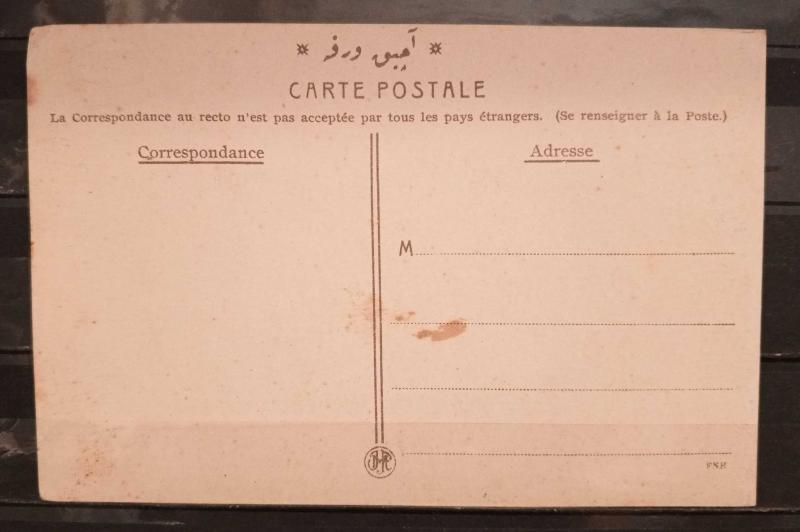 آچيق ورقه
CARTE POSTALE
La Correspondance au recto n'est pas acceptée par tous les pays étrangers. (Se renseigner à la Poste.)
Correspondance
Adresse
M